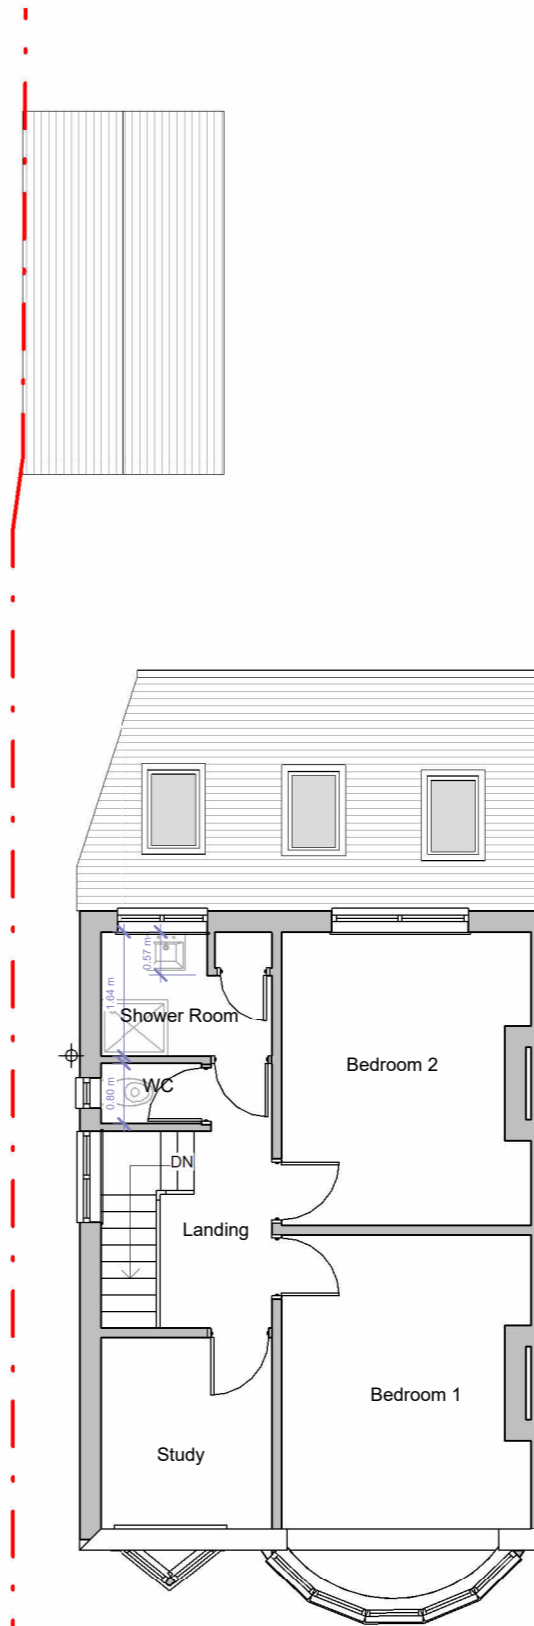 0.57 m
1.64 m
Shower Room
Bedroom 2
WC
0.80 m
DN
Landing
Bedroom 1
Study